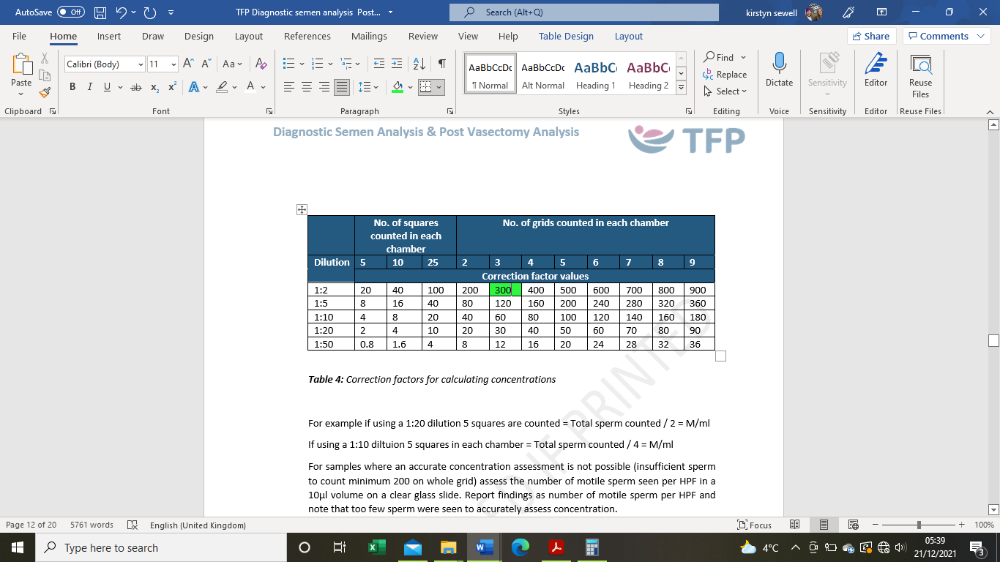 AutoSave Off TFP Diagnostic semen analysis Post... Search (Alt+Q) kirstyn sewell
File Home Insert Draw Design Layout References Mailings Review View Help Table Design Layout Share Comments
Paste Calibri (Body) 11 AaBbCcDc AaBbCcDc AaBbC AaBbC Find Replace Select Dictate Sensitivity Editor Reuse Files
¶ Normal Alt Normal Heading 1 Heading 2
Clipboard Font Paragraph Styles Editing Voice Sensitivity Editor Reuse Files
Diagnostic Semen Analysis & Post Vasectomy Analysis TFP
No. of squares counted in each chamber No. of grids counted in each chamber
Dilution 5 10 25 2 3 4 5 6 7 8 9
Correction factor values
1:2 20 40 100 200 300 400 500 600 700 800 900
1:5 8 16 40 80 120 160 200 240 280 320 360
1:10 4 8 20 40 60 80 100 120 140 160 180
1:20 2 4 10 20 30 40 50 60 70 80 90
1:50 0.8 1.6 4 8 12 16 20 24 28 32 36
Table 4: Correction factors for calculating concentrations
For example if using a 1:20 dilution 5 squares are counted = Total sperm counted / 2 = M/ml
If using a 1:10 diltuion 5 squares in each chamber = Total sperm counted / 4 = M/ml
For samples where an accurate concentration assessment is not possible (insufficient sperm
to count minimum 200 on whole grid) assess the number of motile sperm seen per HPF in a
10µl volume on a clear glass slide. Report findings as number of motile sperm per HPF and
note that too few sperm were seen to accurately assess concentration.
IF PRINTED
Page 12 of 20 5761 words English (United Kingdom) Focus 100%
Type here to search 4°C 05:39
21/12/2021 3